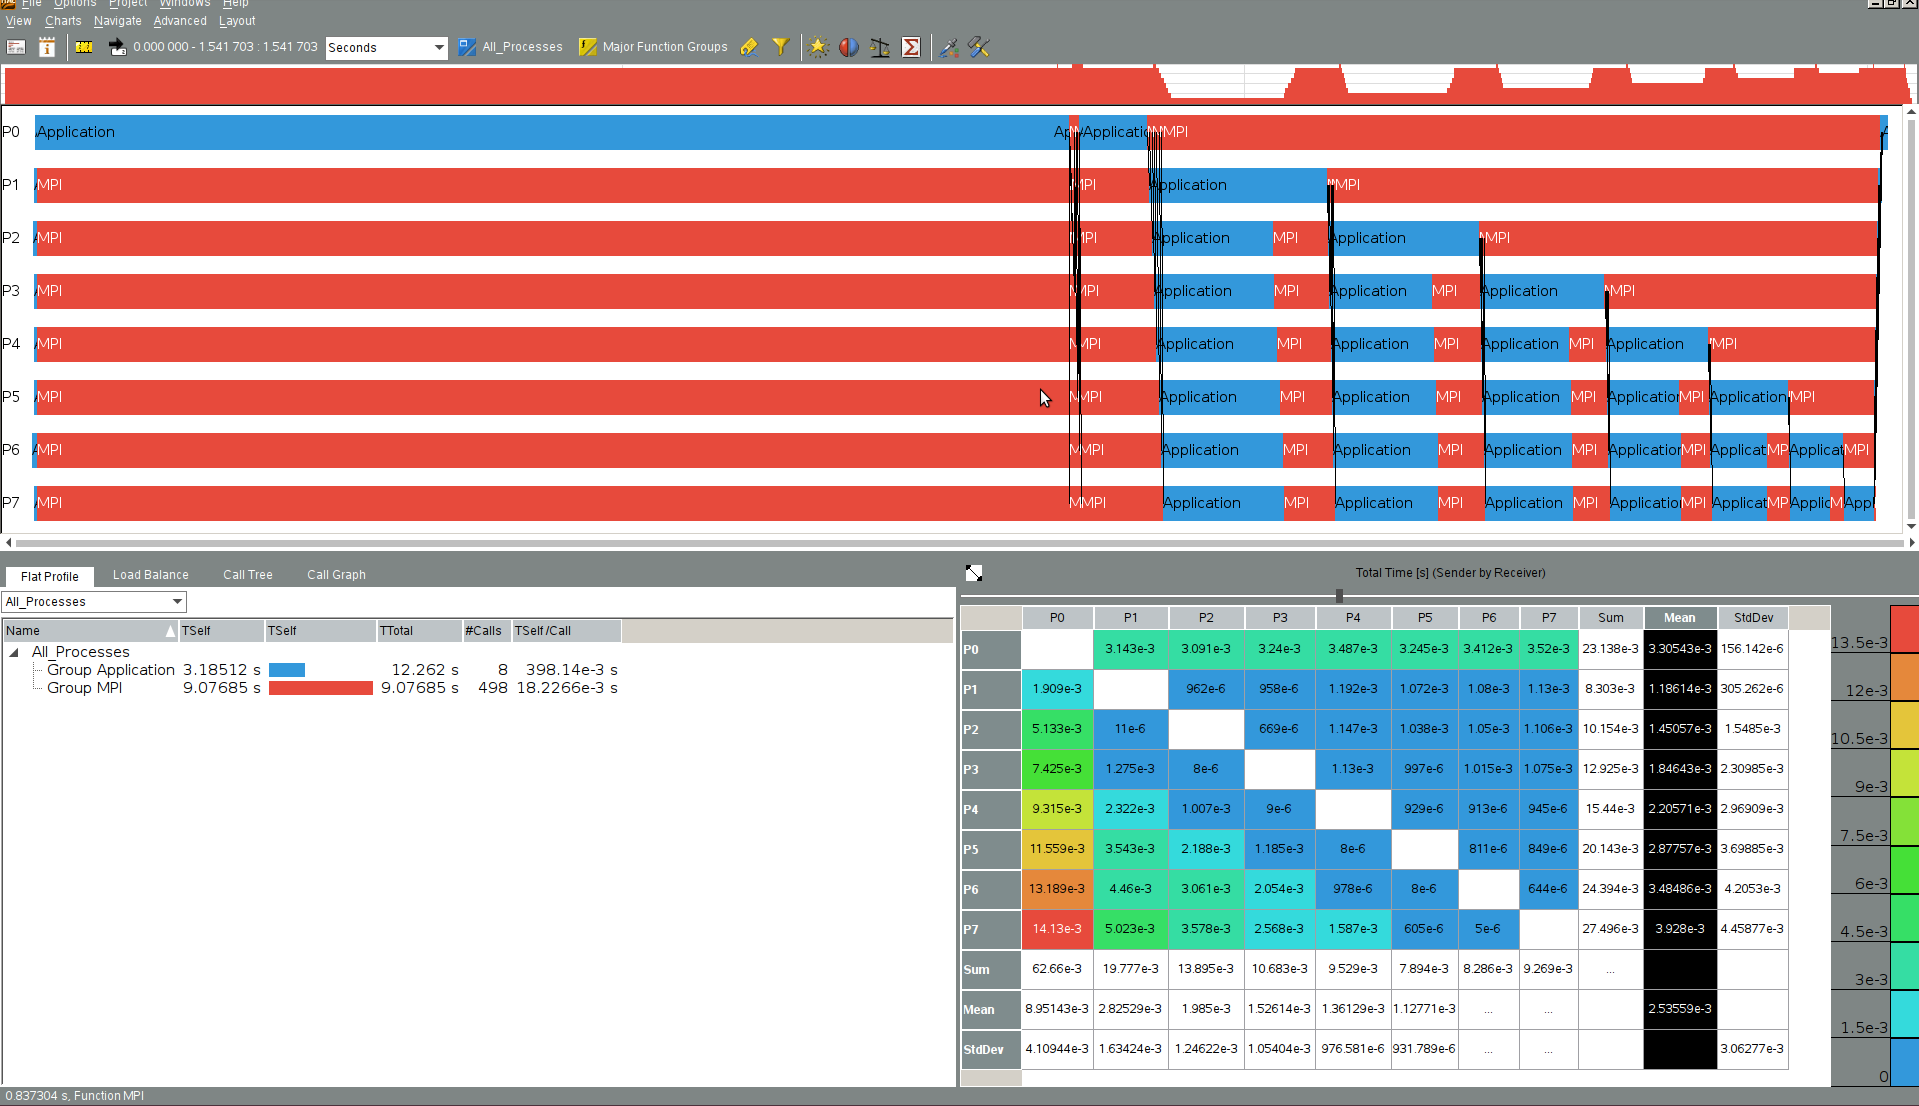 File Options Project Windows Help
View Charts Navigate Advanced Layout
0.000 000 - 1.541 703 : 1.541 703 Seconds All_Processes Major Function Groups
P0 Application Ap M Applicatic M MPI A
P1 MPI MPI Application MPI
P2 MPI MPI Application MPI Application MPI
P3 MPI MPI Application MPI Application MPI Application MPI
P4 MPI M MPI Application MPI Application MPI Application MPI Application MPI
P5 MPI M MPI Application MPI Application MPI Application MPI Application MPI Application MPI
P6 MPI M MPI Application MPI Application MPI Application MPI Application MPI Applicat MP Applicat MPI
P7 MPI M MPI Application MPI Application MPI Application MPI Application MPI Applicat MP Applic M Appl
Flat Profile Load Balance Call Tree Call Graph
All_Processes
Name TSelf TSelf TTotal #Calls TSelf /Call
All_Processes
Group Application 3.18512 s 12.262 s 8 398.14e-3 s
Group MPI 9.07685 s 9.07685 s 498 18.2266e-3 s
Total Time [s] (Sender by Receiver)
P0 P1 P2 P3 P4 P5 P6 P7 Sum Mean StdDev
P0 3.143e-3 3.091e-3 3.24e-3 3.487e-3 3.245e-3 3.412e-3 3.52e-3 23.138e-3 3.30543e-3 156.142e-6
P1 1.909e-3 962e-6 958e-6 1.192e-3 1.072e-3 1.08e-3 1.13e-3 8.303e-3 1.18614e-3 305.262e-6
P2 5.133e-3 11e-6 669e-6 1.147e-3 1.038e-3 1.05e-3 1.106e-3 10.154e-3 1.45057e-3 1.5485e-3
P3 7.425e-3 1.275e-3 8e-6 1.13e-3 997e-6 1.015e-3 1.075e-3 12.925e-3 1.84643e-3 2.30985e-3
P4 9.315e-3 2.322e-3 1.007e-3 9e-6 929e-6 913e-6 945e-6 15.44e-3 2.20571e-3 2.96909e-3
P5 11.559e-3 3.543e-3 2.188e-3 1.185e-3 8e-6 811e-6 849e-6 20.143e-3 2.87757e-3 3.69885e-3
P6 13.189e-3 4.46e-3 3.061e-3 2.054e-3 978e-6 8e-6 644e-6 24.394e-3 3.48486e-3 4.2053e-3
P7 14.13e-3 5.023e-3 3.578e-3 2.568e-3 1.587e-3 605e-6 5e-6 27.496e-3 3.928e-3 4.45877e-3
Sum 62.66e-3 19.777e-3 13.895e-3 10.683e-3 9.529e-3 7.894e-3 8.286e-3 9.269e-3 ...
Mean 8.95143e-3 2.82529e-3 1.985e-3 1.52614e-3 1.36129e-3 1.12771e-3 ... ... 2.53559e-3
StdDev 4.10944e-3 1.63424e-3 1.24622e-3 1.05404e-3 976.581e-6 931.789e-6 ... ... 3.06277e-3
13.5e-3
12e-3
10.5e-3
9e-3
7.5e-3
6e-3
4.5e-3
3e-3
1.5e-3
0
0.837304 s, Function MPI